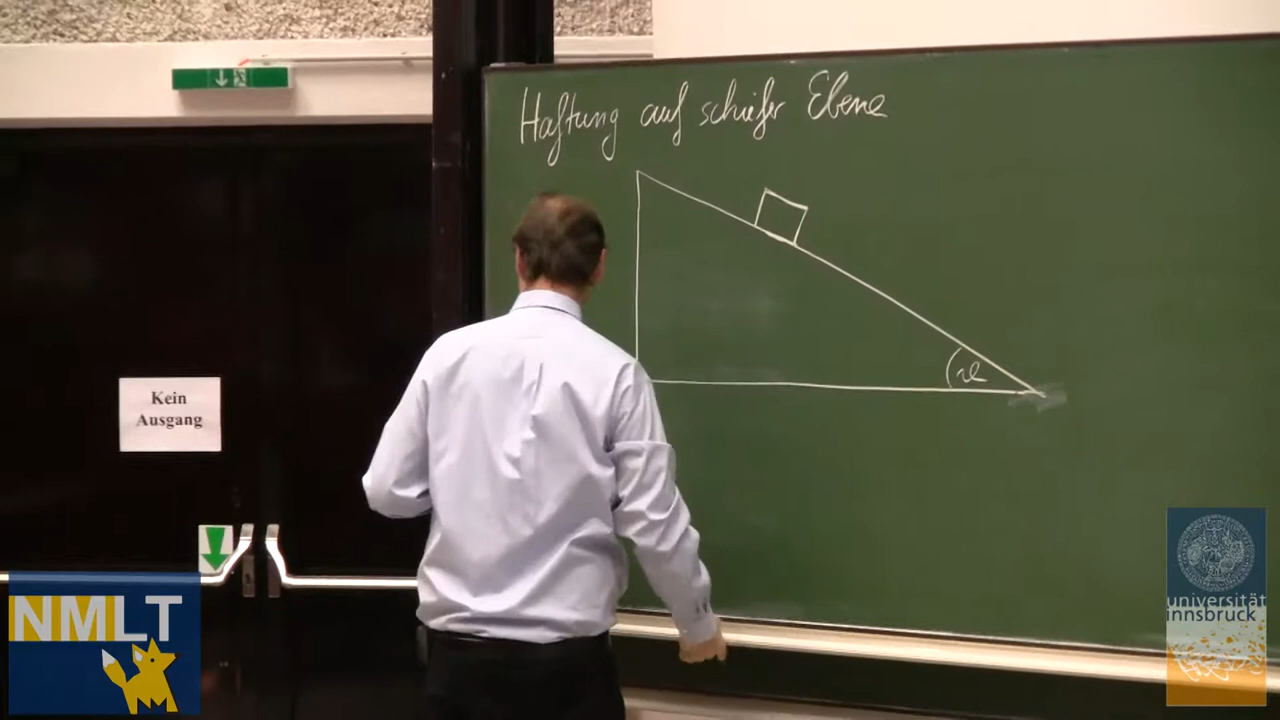 Haftung auf schiefer Ebene
Kein
Ausgang
NMLT
universität
innsbruck